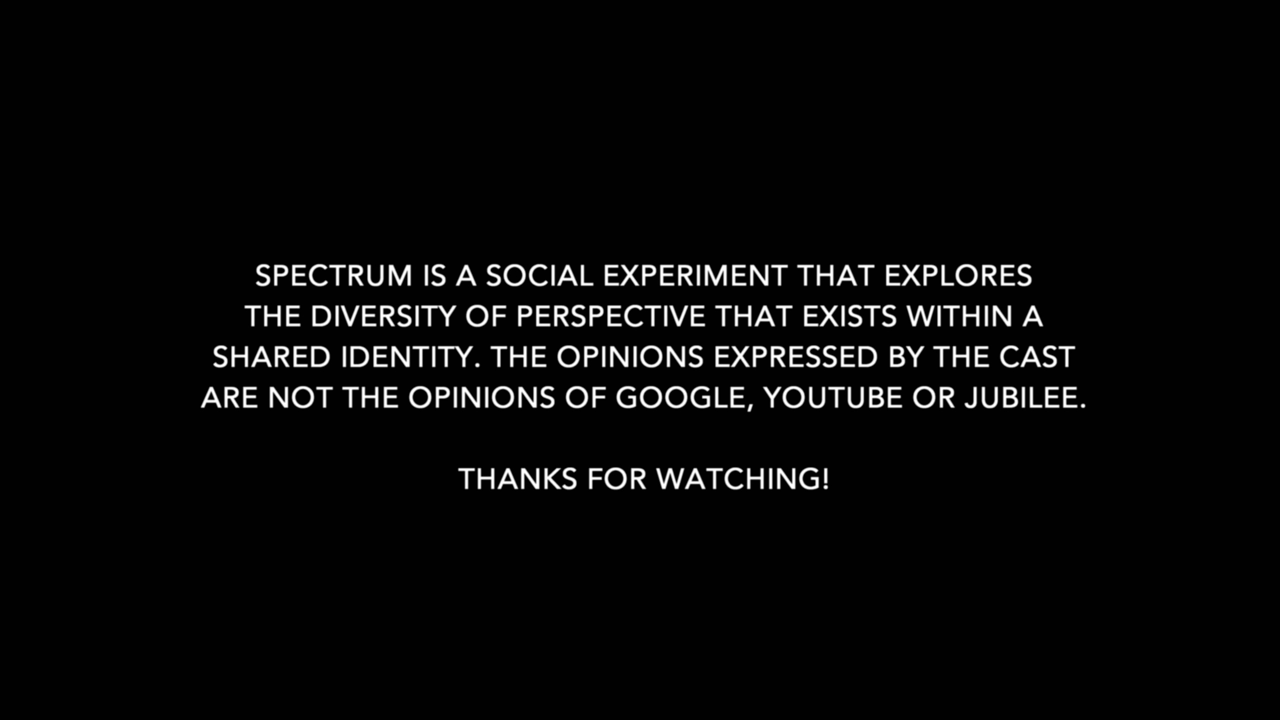 SPECTRUM IS A SOCIAL EXPERIMENT THAT EXPLORES
THE DIVERSITY OF PERSPECTIVE THAT EXISTS WITHIN A
SHARED IDENTITY. THE OPINIONS EXPRESSED BY THE CAST
ARE NOT THE OPINIONS OF GOOGLE, YOUTUBE OR JUBILEE.
THANKS FOR WATCHING!